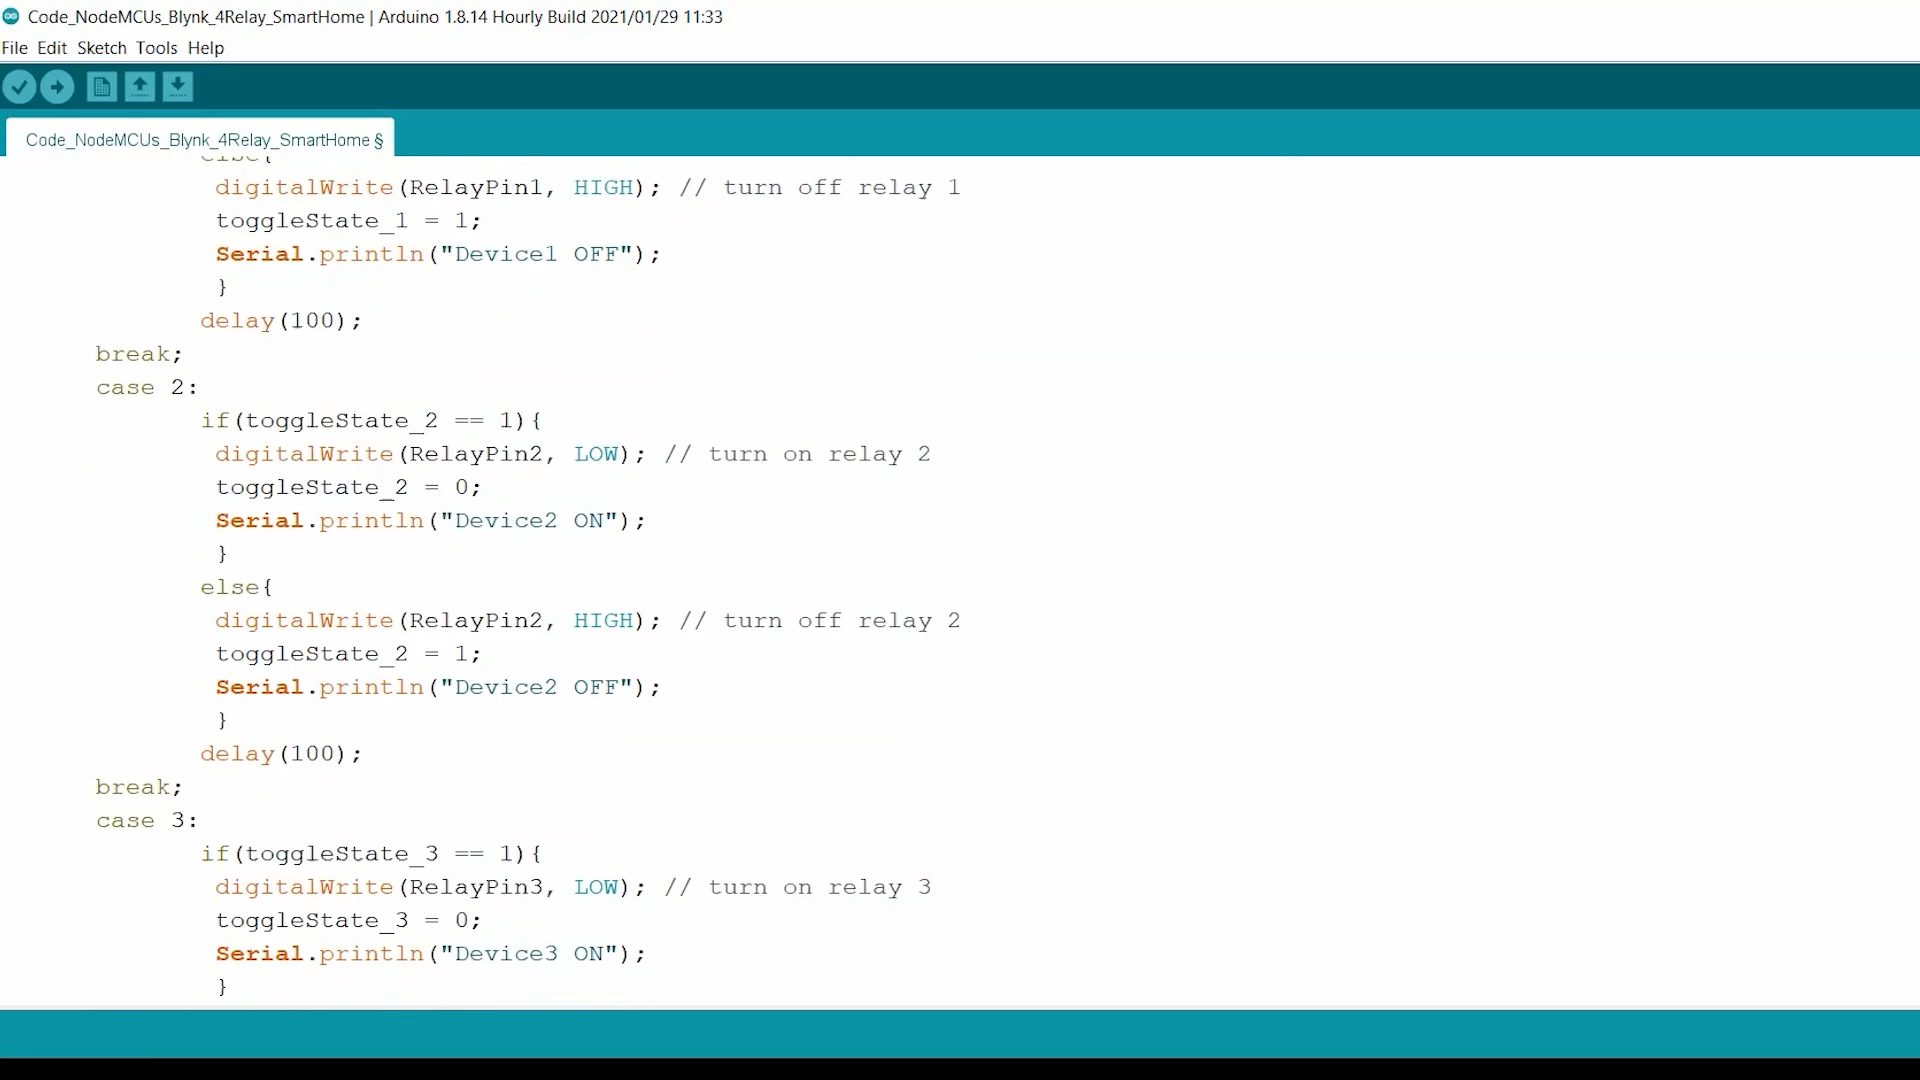 Code_NodeMCUs_Blynk_4Relay_SmartHome | Arduino 1.8.14 Hourly Build 2021/01/29 11:33
File Edit Sketch Tools Help
Code_NodeMCUs_Blynk_4Relay_SmartHome §
else{
digitalWrite(RelayPin1, HIGH); // turn off relay 1
toggleState_1 = 1;
Serial.println("Device1 OFF");
}
delay(100);
break;
case 2:
if(toggleState_2 == 1){
digitalWrite(RelayPin2, LOW); // turn on relay 2
toggleState_2 = 0;
Serial.println("Device2 ON");
}
else{
digitalWrite(RelayPin2, HIGH); // turn off relay 2
toggleState_2 = 1;
Serial.println("Device2 OFF");
}
delay(100);
break;
case 3:
if(toggleState_3 == 1){
digitalWrite(RelayPin3, LOW); // turn on relay 3
toggleState_3 = 0;
Serial.println("Device3 ON");
}